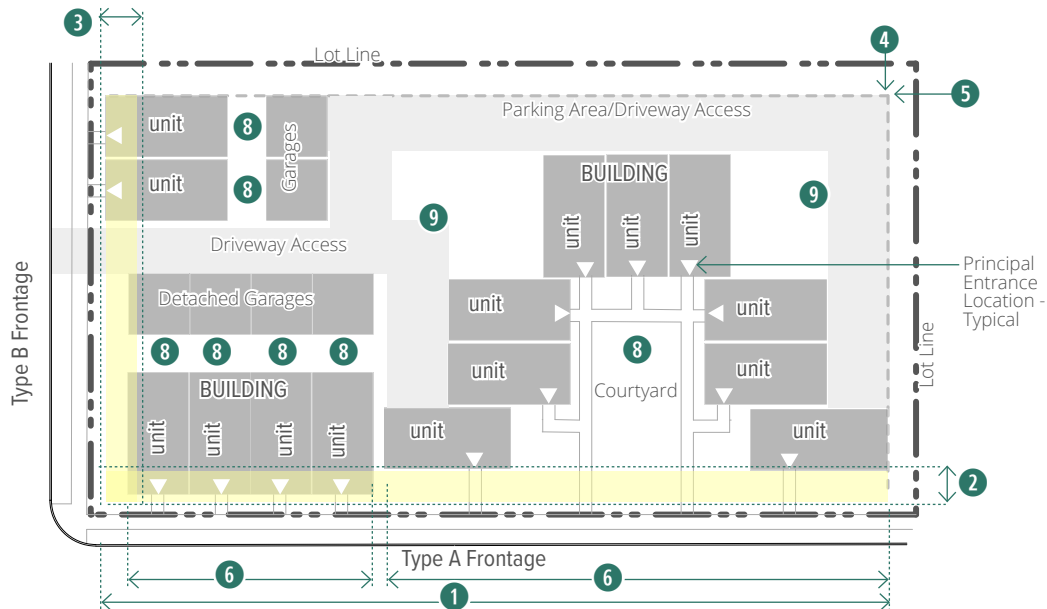 3
Lot Line
4
5
Parking Area/Driveway Access
unit
8
Garages
unit
8
BUILDING
unit
unit
unit
9
9
Driveway Access
Principal
Entrance
Location -
Typical
Detached Garages
unit
unit
8
8
8
8
8
unit
unit
Courtyard
BUILDING
unit
unit
unit
unit
unit
unit
Type B Frontage
Lot Line
2
Type A Frontage
6
6
1